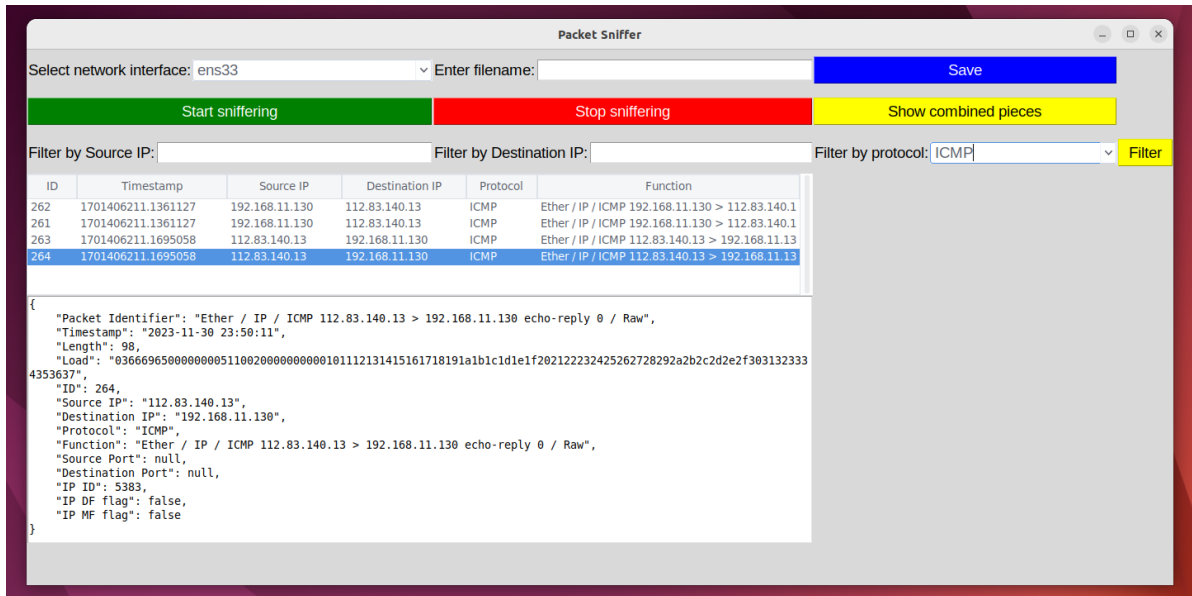 Packet Sniffer
Select network interface: ens33 Enter filename: Save
Start sniffering Stop sniffering Show combined pieces
Filter by Source IP: Filter by Destination IP: Filter by protocol: ICMP Filter
ID Timestamp Source IP Destination IP Protocol Function
262 1701406211.1361127 192.168.11.130 112.83.140.13 ICMP Ether / IP / ICMP 192.168.11.130 > 112.83.140.1
261 1701406211.1361127 192.168.11.130 112.83.140.13 ICMP Ether / IP / ICMP 192.168.11.130 > 112.83.140.1
263 1701406211.1695058 112.83.140.13 192.168.11.130 ICMP Ether / IP / ICMP 112.83.140.13 > 192.168.11.13
264 1701406211.1695058 112.83.140.13 192.168.11.130 ICMP Ether / IP / ICMP 112.83.140.13 > 192.168.11.13
{
"Packet Identifier": "Ether / IP / ICMP 112.83.140.13 > 192.168.11.130 echo-reply 0 / Raw",
"Timestamp": "2023-11-30 23:50:11",
"Length": 98,
"Load": "0366696500000000511002000000000010111213141516171819​1a1b1c1d1e1f202122232425262728292a2b2c2d2e2f303132333
4353637",
"ID": 264,
"Source IP": "112.83.140.13",
"Destination IP": "192.168.11.130",
"Protocol": "ICMP",
"Function": "Ether / IP / ICMP 112.83.140.13 > 192.168.11.130 echo-reply 0 / Raw",
"Source Port": null,
"Destination Port": null,
"IP ID": 5383,
"IP DF flag": false,
"IP MF flag": false
}